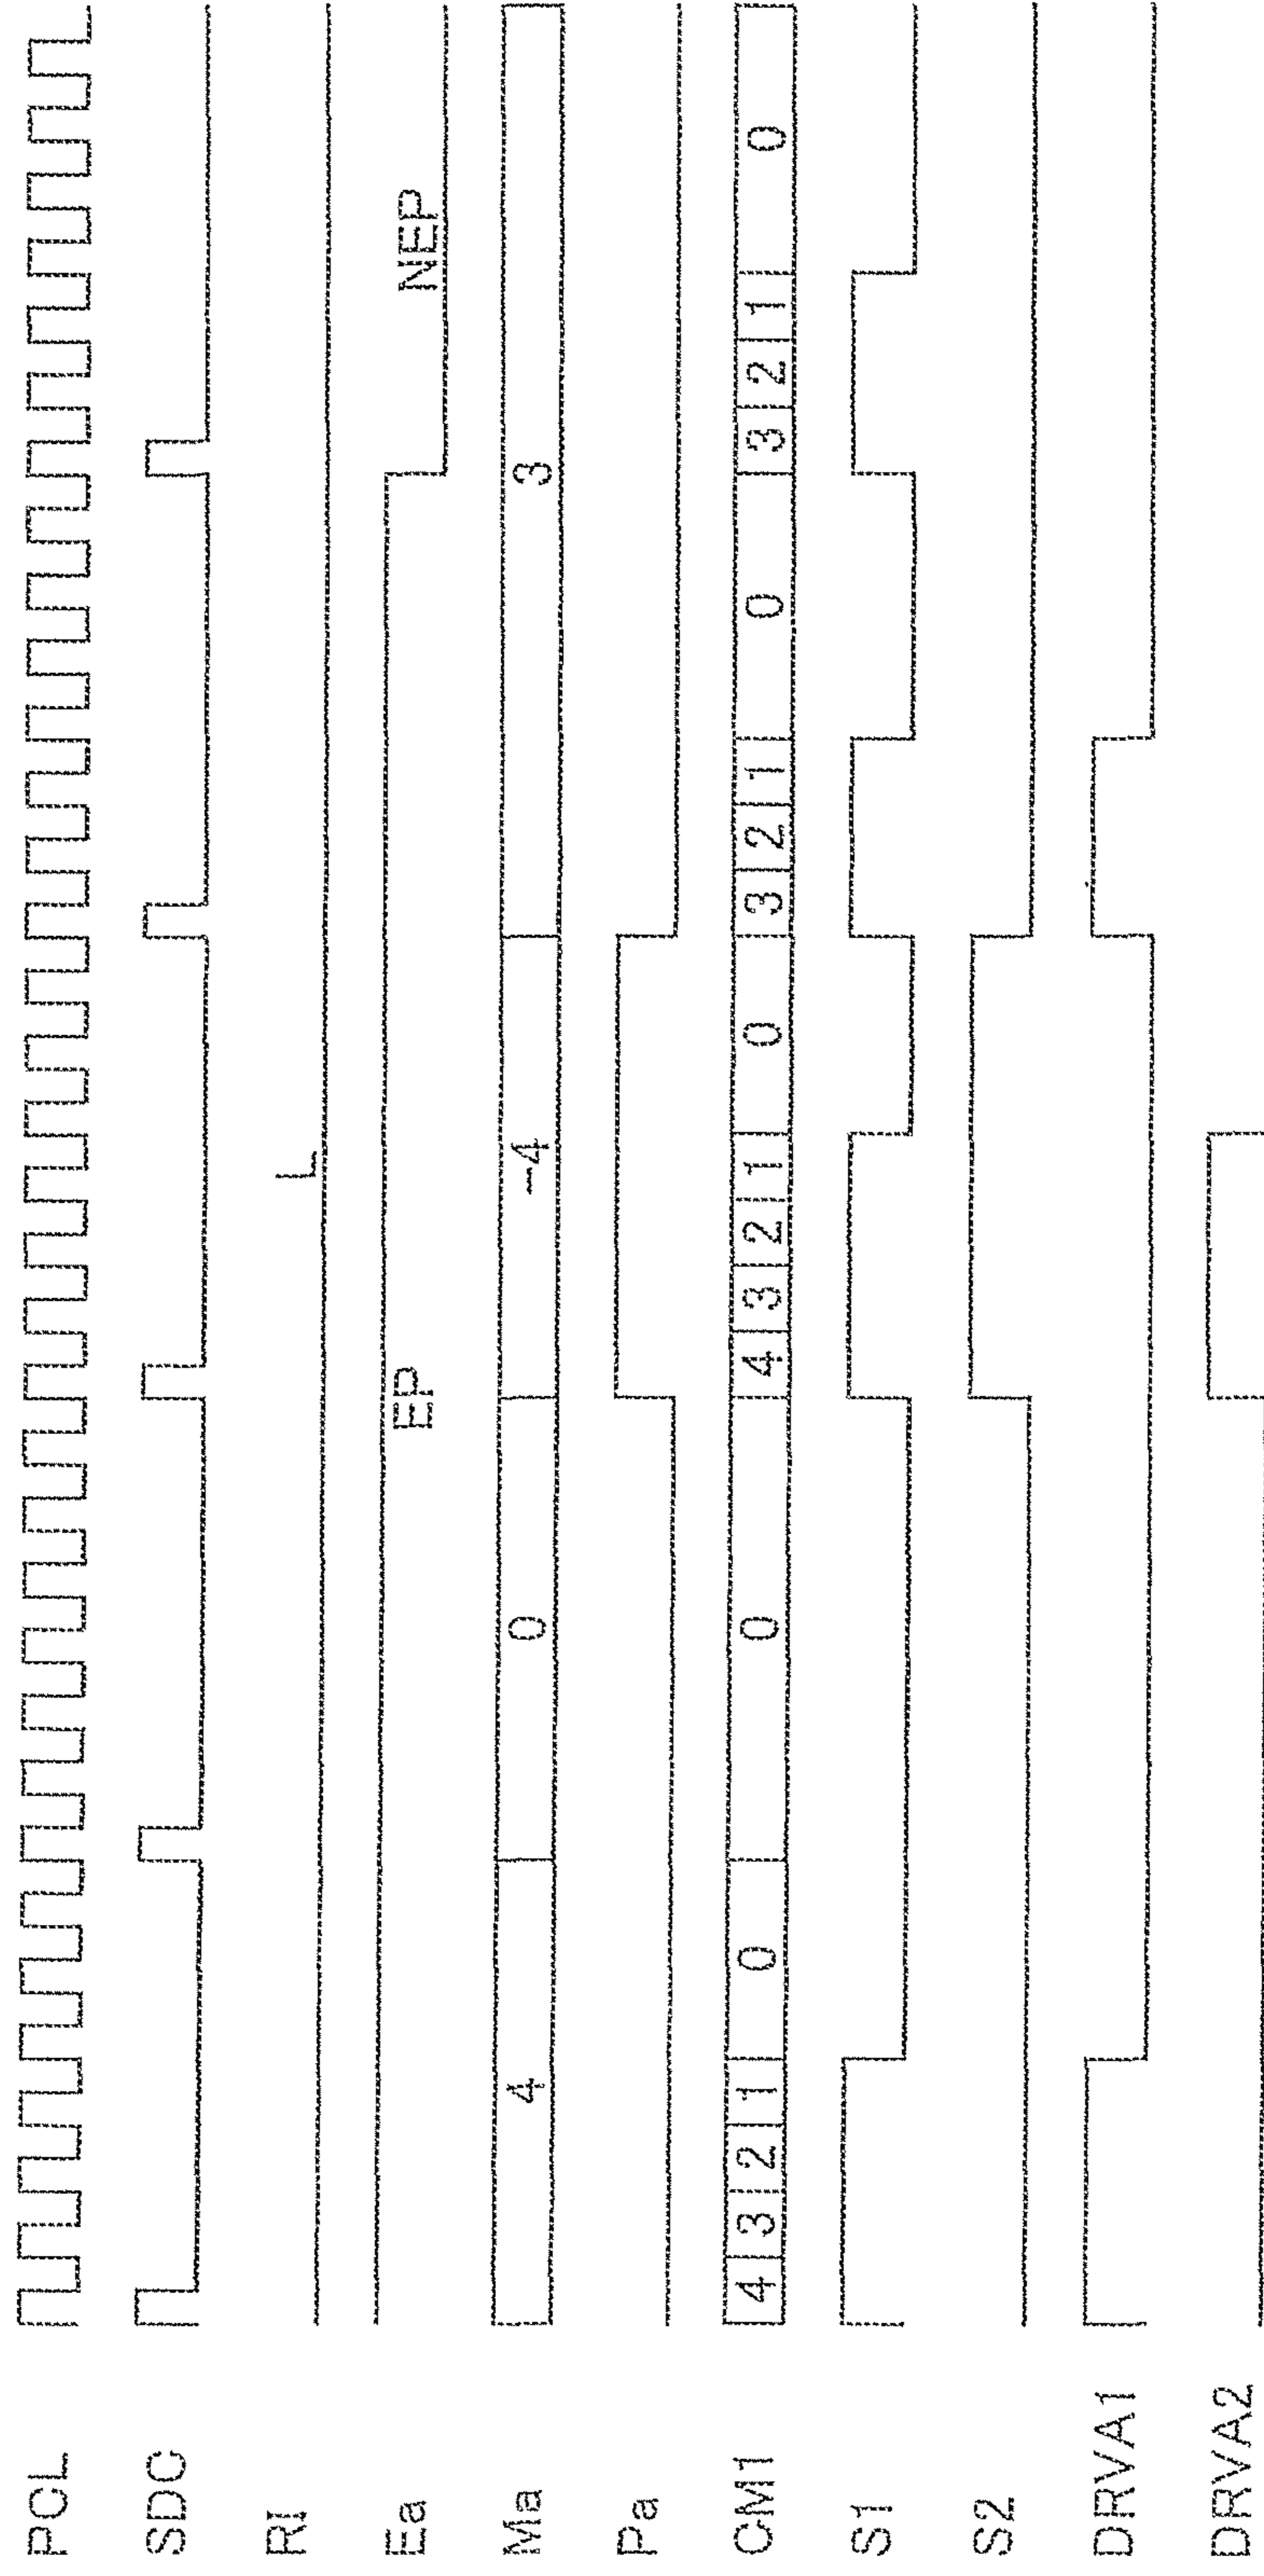 PCL
SDC
RI L
Ea EP NEP
Ma 4 0 -4 3
Pa
CM1 4 3 2 1 0 0 4 3 2 1 0 3 2 1 0 3 2 1 0
S1
S2
DRVA1
DRVA2